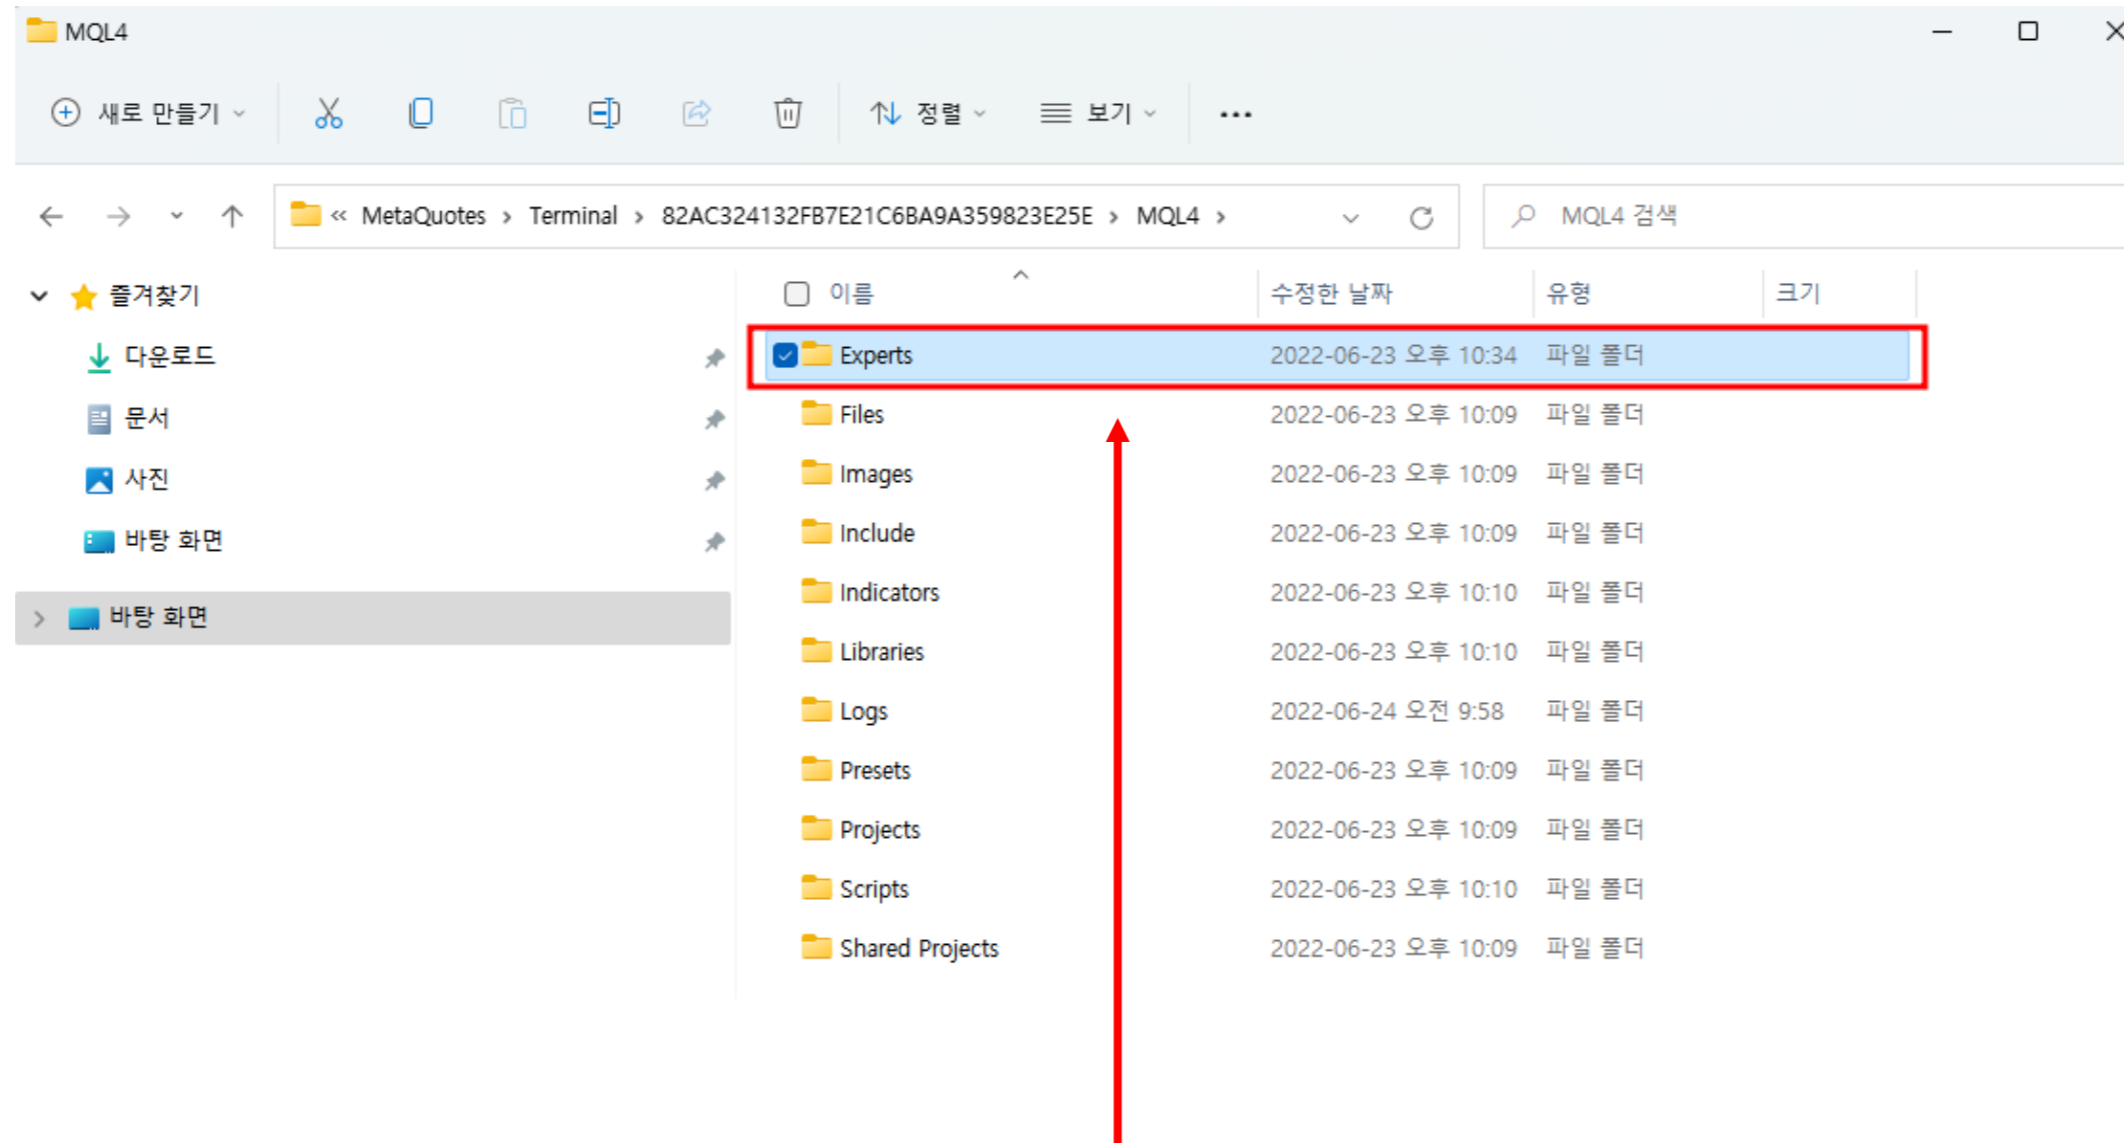 MQL4
새로 만들기 정렬 보기 ...
« MetaQuotes > Terminal > 82AC324132FB7E21C6BA9A359823E25E > MQL4 > MQL4 검색
즐겨찾기
다운로드
문서
사진
바탕 화면
바탕 화면
이름 수정한 날짜 유형 크기
Experts 2022-06-23 오후 10:34 파일 폴더
Files 2022-06-23 오후 10:09 파일 폴더
Images 2022-06-23 오후 10:09 파일 폴더
Include 2022-06-23 오후 10:09 파일 폴더
Indicators 2022-06-23 오후 10:10 파일 폴더
Libraries 2022-06-23 오후 10:10 파일 폴더
Logs 2022-06-24 오전 9:58 파일 폴더
Presets 2022-06-23 오후 10:09 파일 폴더
Projects 2022-06-23 오후 10:09 파일 폴더
Scripts 2022-06-23 오후 10:10 파일 폴더
Shared Projects 2022-06-23 오후 10:09 파일 폴더